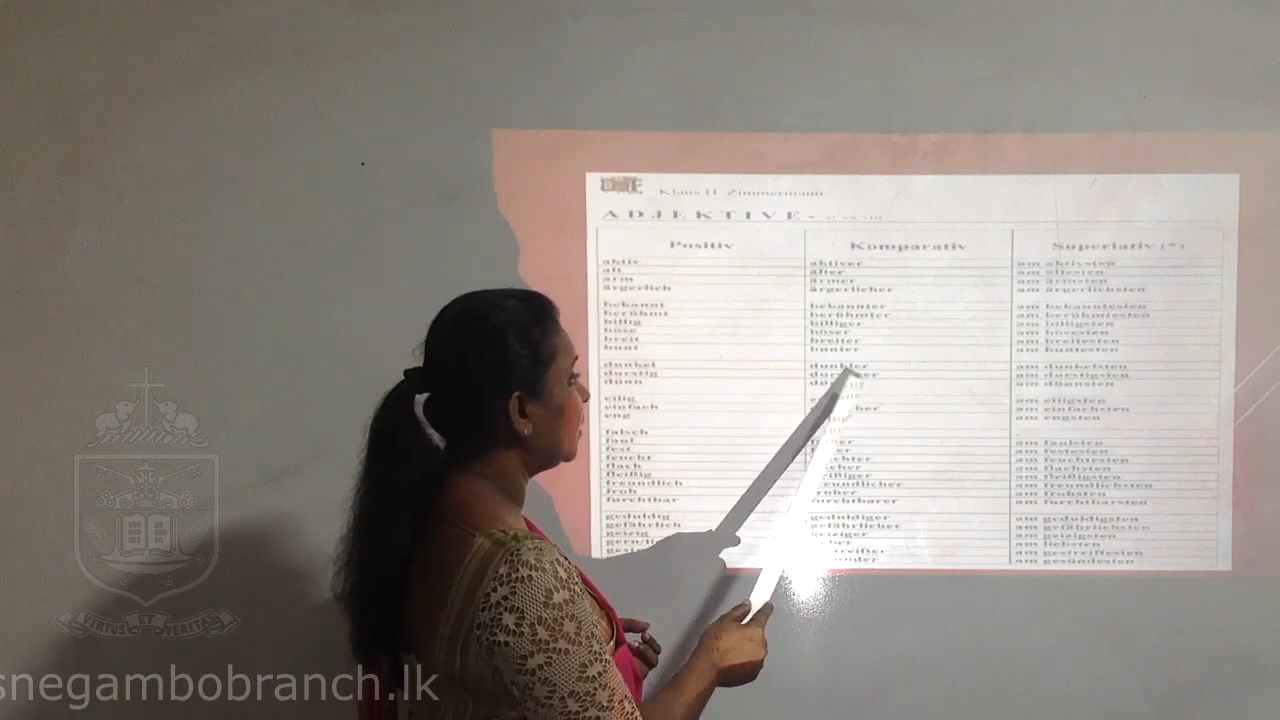 Klaus H. Zimmermann
ADJEKTIVE -
Positiv Komparativ Superlativ (*)
aktiv aktiver am aktivsten
alt älter am ältesten
arm ärmer am ärmsten
ärgerlich ärgerlicher am ärgerlichsten
bekannt bekannter am bekanntesten
berühmt berühmter am berühmtesten
billig billiger am billigsten
böse böser am bösesten
breit breiter am breitesten
bunt bunter am buntesten
dunkel dunkler am dunkelsten
durstig am durstigsten
dünn am dünnsten
eilig am eiligsten
einfach am einfachsten
eng am engsten
falsch
faul am faulsten
fest am festesten
feucht am feuchtesten
flach am flachsten
fleißig am fleißigsten
freundlich am freundlichsten
froh am frohsten
furchtbar furchtbarer am furchtbarsten
geduldig geduldiger am geduldigsten
gefährlich gefährlicher am gefährlichsten
geizig geiziger am geizigsten
am liebsten
am gestreiftesten
am gesündesten
VIRTUS ET VERITAS
snegambobranch.lk